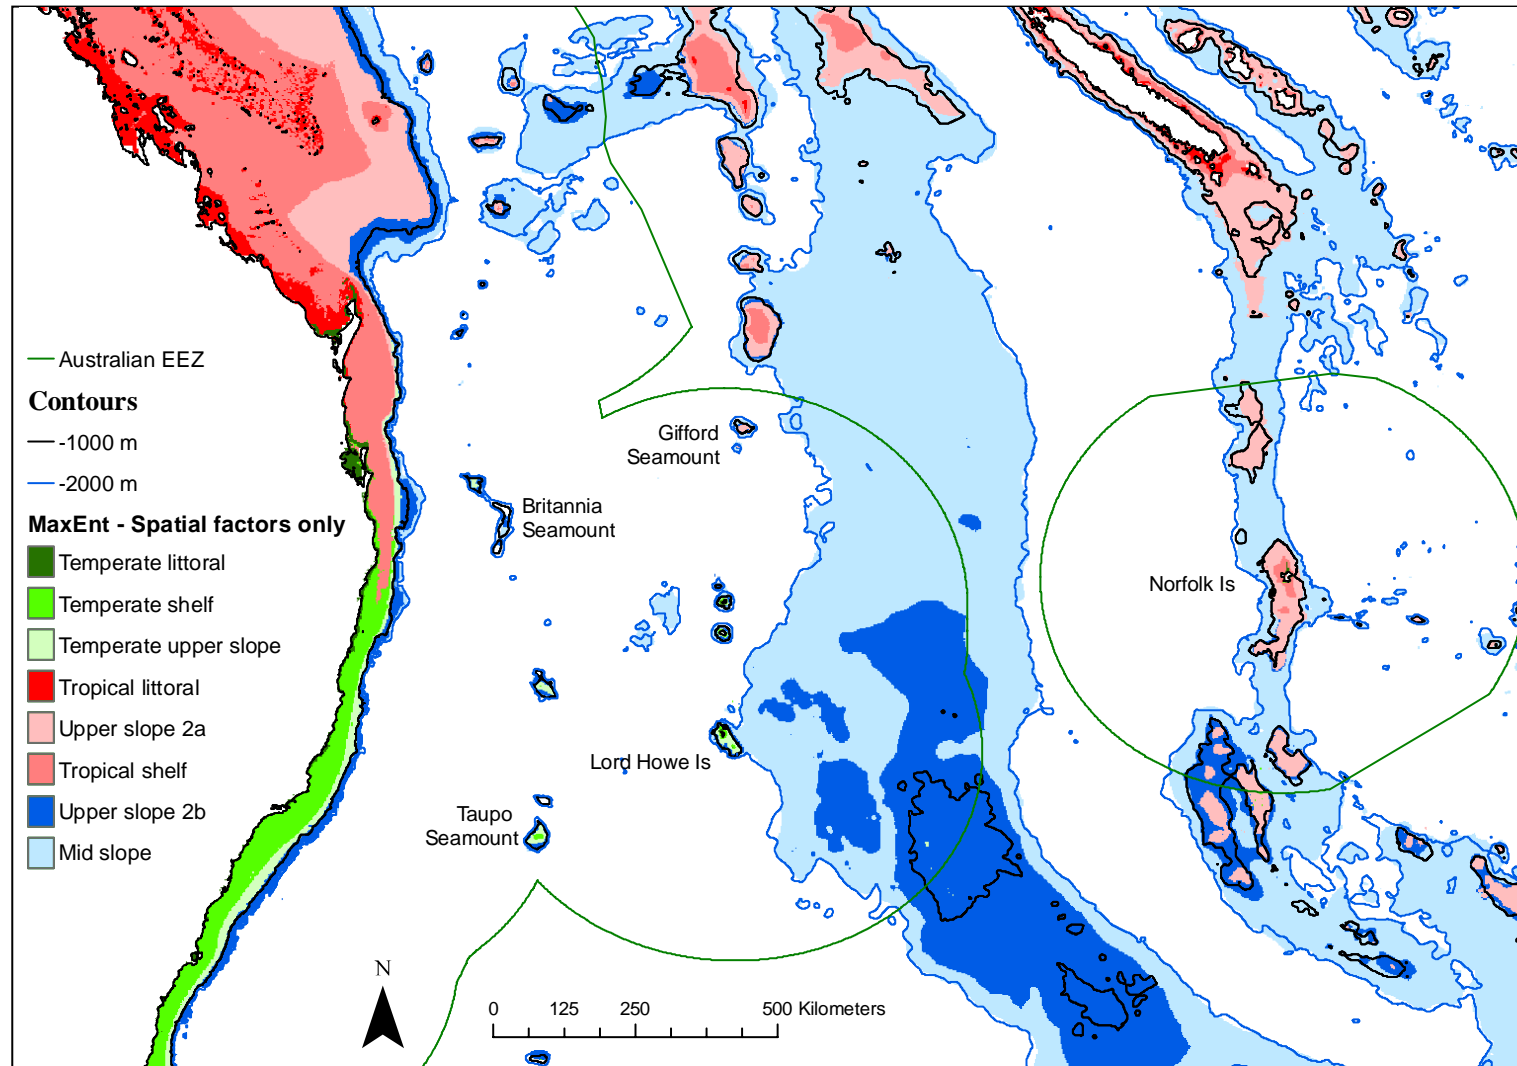 Australian EEZ
Contours
-1000 m
-2000 m
MaxEnt - Spatial factors only
Temperate littoral
Temperate shelf
Temperate upper slope
Tropical littoral
Upper slope 2a
Tropical shelf
Upper slope 2b
Mid slope
Gifford
Seamount
Britannia
Seamount
Norfolk Is
Lord Howe Is
Taupo
Seamount
N
0 125 250 500 Kilometers